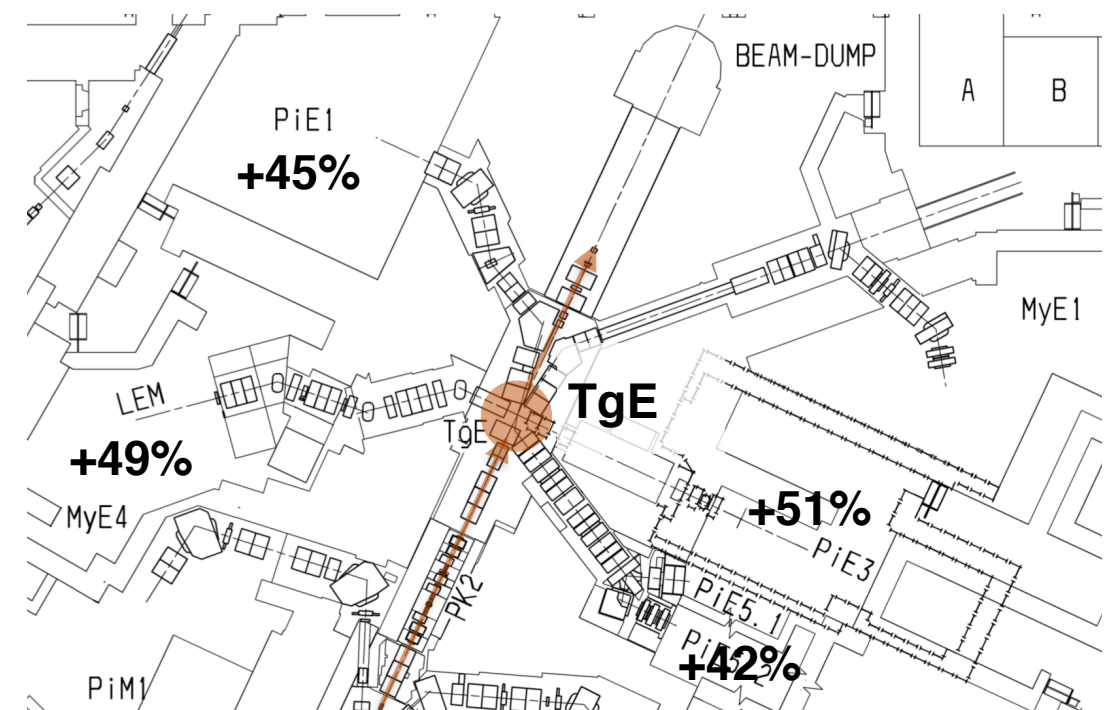 BEAM-DUMP
A
B
PiE1
+45%
MyE1
LEM
TgE
TgE
+49%
MyE4
+51%
PiE3
PK2
PiE5.1
+42%
PiM1